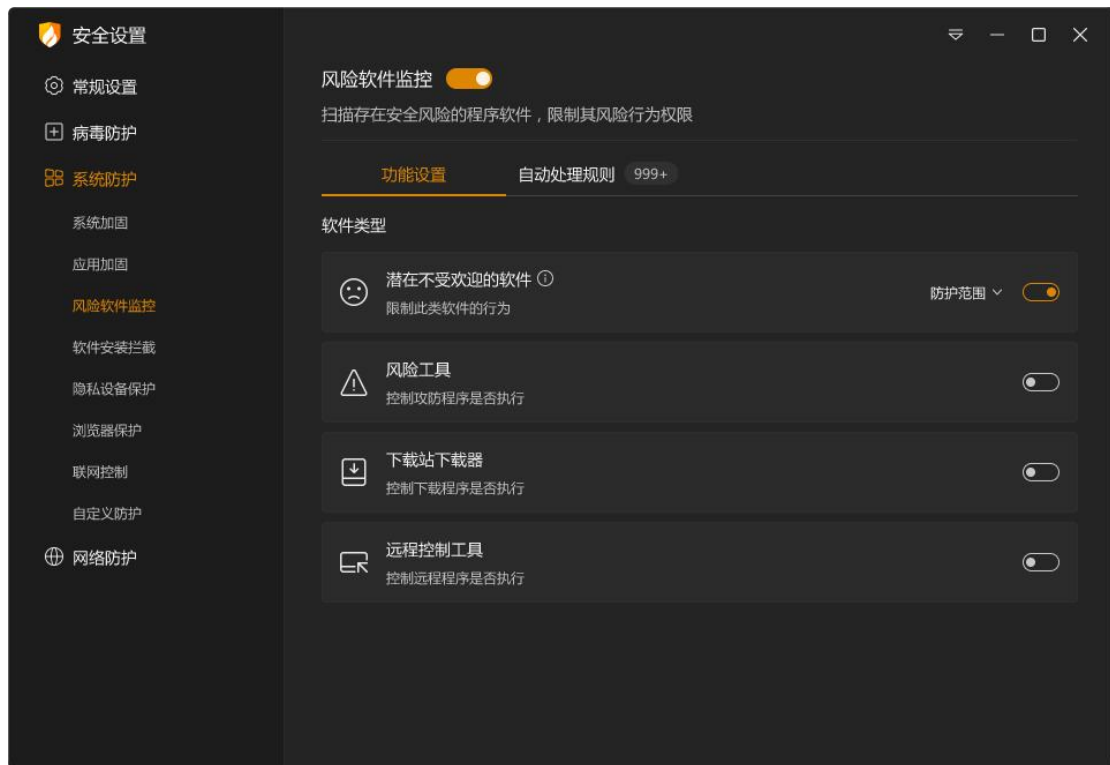 安全设置
常规设置
病毒防护
系统防护
系统加固
应用加固
风险软件监控
软件安装拦截
隐私设备保护
浏览器保护
联网控制
自定义防护
网络防护
风险软件监控
扫描存在安全风险的程序软件，限制其风险行为权限
功能设置 自动处理规则 999+
软件类型
潜在不受欢迎的软件
限制此类软件的行为
防护范围
风险工具
控制攻防程序是否执行
下载站下载器
控制下载程序是否执行
远程控制工具
控制远程程序是否执行